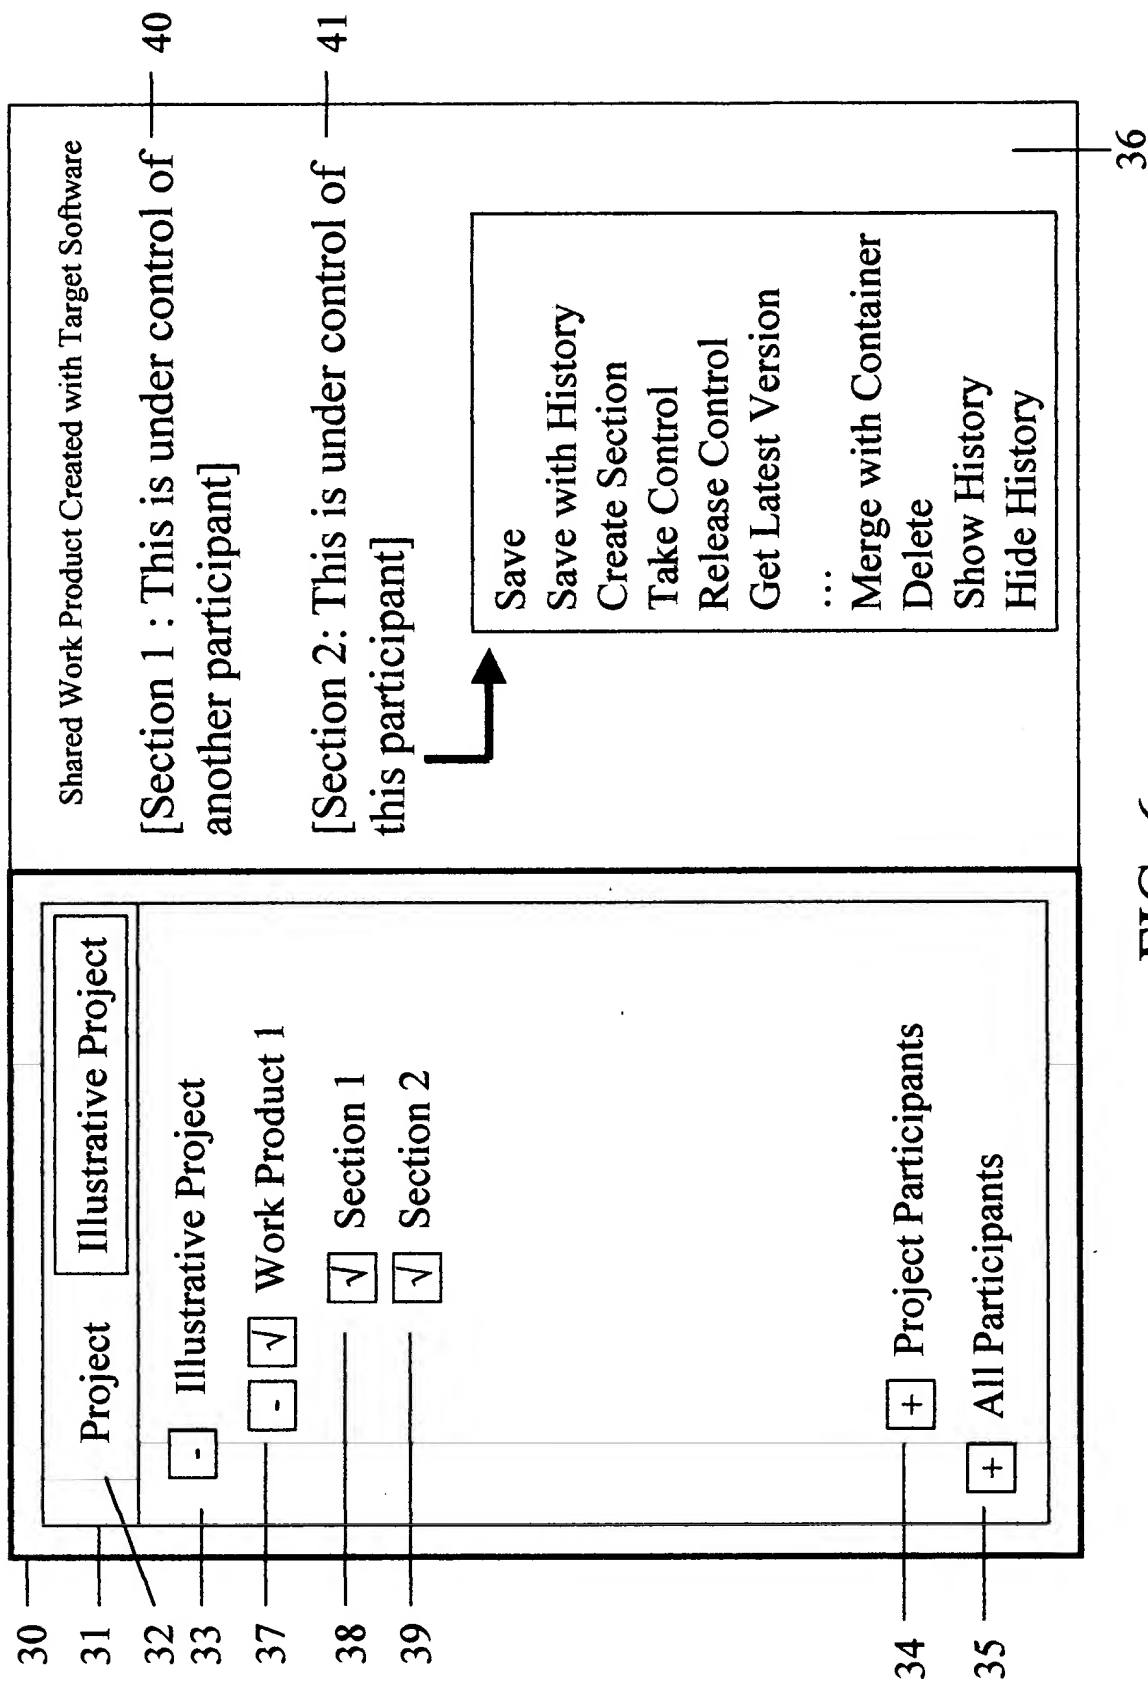 30
31
32
33
37
38
39
34
35
Project
Illustrative Project
- Illustrative Project
- √ Work Product 1
√ Section 1
√ Section 2
+ Project Participants
+ All Participants
Shared Work Product Created with Target Software
[Section 1 : This is under control of
another participant]
40
[Section 2: This is under control of
this participant]
41
Save
Save with History
Create Section
Take Control
Release Control
Get Latest Version
...
Merge with Container
Delete
Show History
Hide History
36